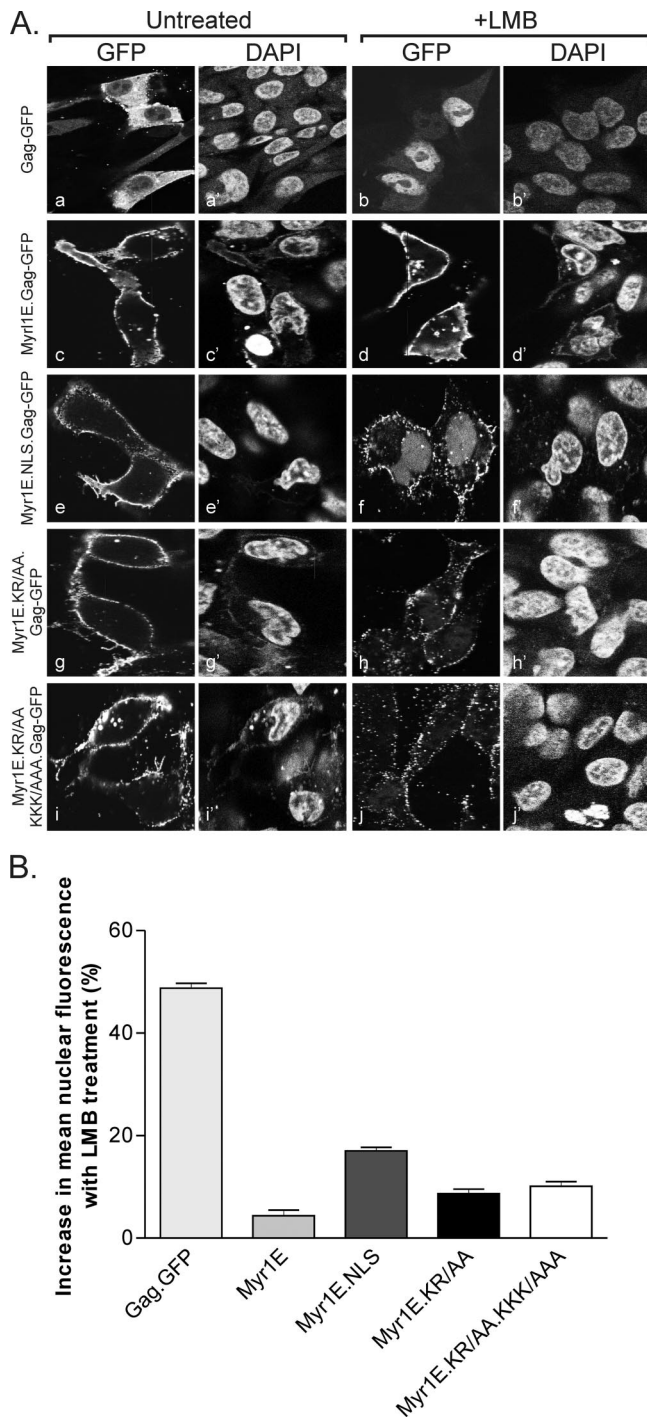 A.
Untreated +LMB
GFP DAPI GFP DAPI
Gag-GFP
a a' b b'
Myrl1E.Gag-GFP
c c' d d'
Myr1E.NLS.Gag-GFP
e e' f f'
Myr1E.KR/AA.
Gag-GFP
g g' h h'
Myr1E.KR/AA
KKK/AAA.Gag-GFP
i i' j j'
B.
Increase in mean nuclear fluorescence
with LMB treatment (%)
60
40
20
0
Gag.GFP
Myr1E
Myr1E.NLS
Myr1E.KR/AA
Myr1E.KR/AA.KKK/AAA